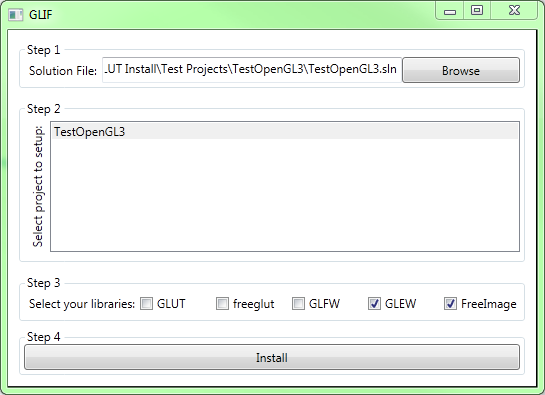 GLIF
Step 1
Solution File: .UT Install\Test Projects\TestOpenGL3\TestOpenGL3.sln Browse
Step 2
Select project to setup:
TestOpenGL3
Step 3
Select your libraries: GLUT freeglut GLFW GLEW FreeImage
Step 4
Install